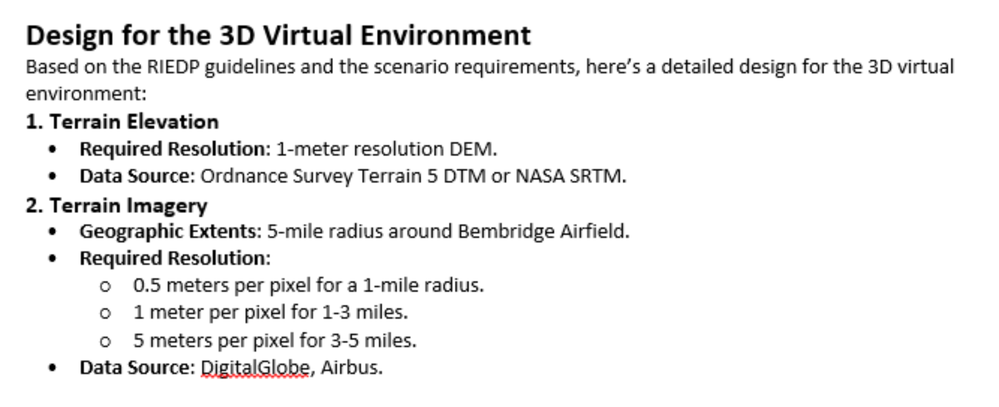 Design for the 3D Virtual Environment
Based on the RIEDP guidelines and the scenario requirements, here’s a detailed design for the 3D virtual
environment:
1. Terrain Elevation
• Required Resolution: 1-meter resolution DEM.
• Data Source: Ordnance Survey Terrain 5 DTM or NASA SRTM.
2. Terrain Imagery
• Geographic Extents: 5-mile radius around Bembridge Airfield.
• Required Resolution:
o 0.5 meters per pixel for a 1-mile radius.
o 1 meter per pixel for 1-3 miles.
o 5 meters per pixel for 3-5 miles.
• Data Source: DigitalGlobe, Airbus.